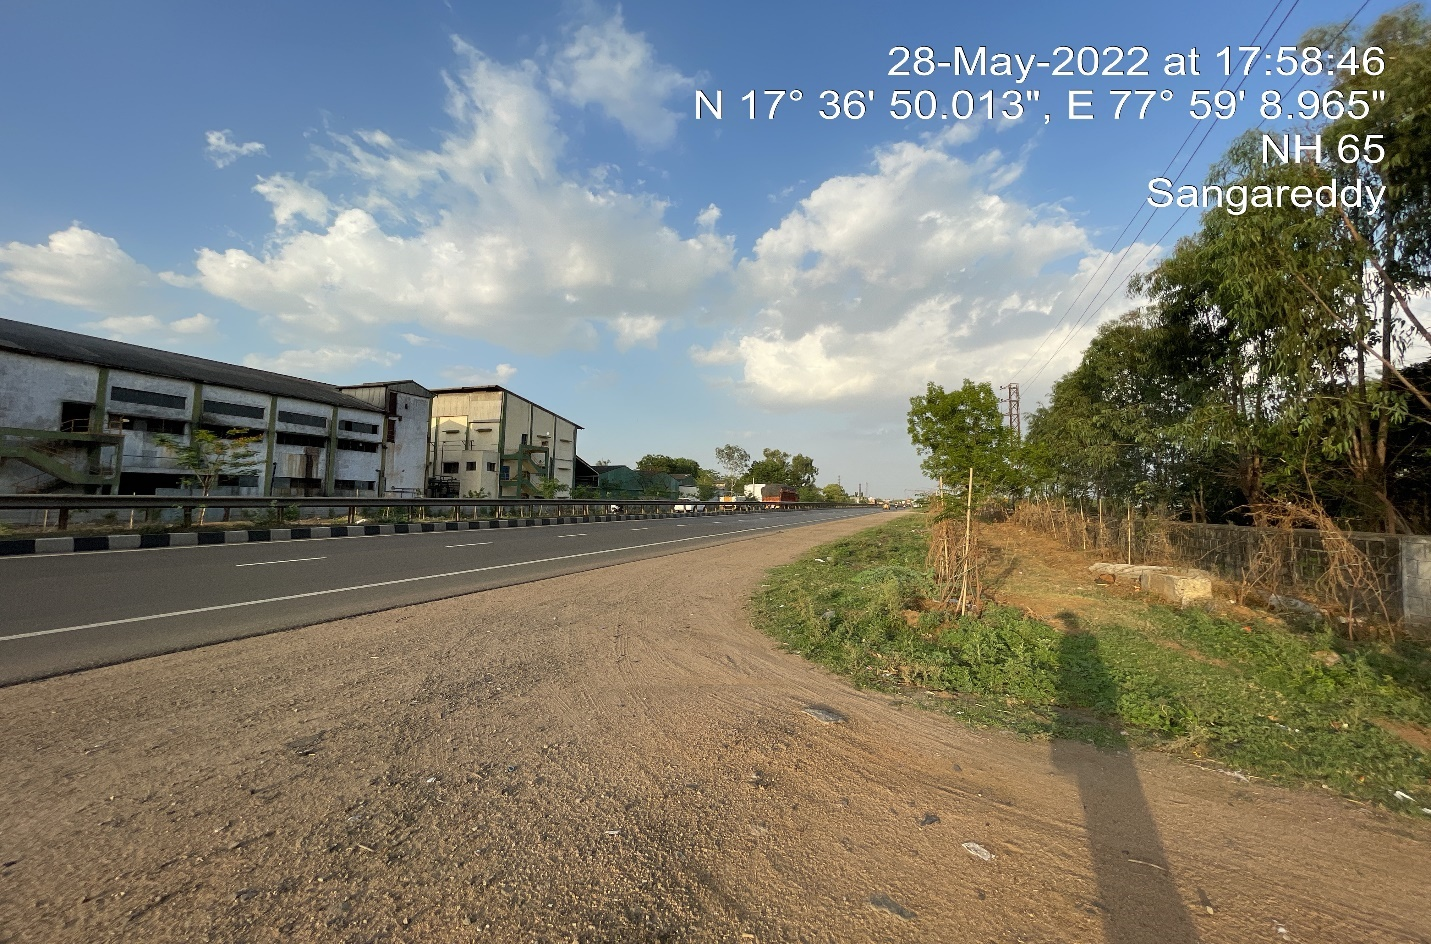 28-May-2022 at 17:58:46
N 17° 36' 50.013", E 77° 59' 8.965"
NH 65
Sangareddy